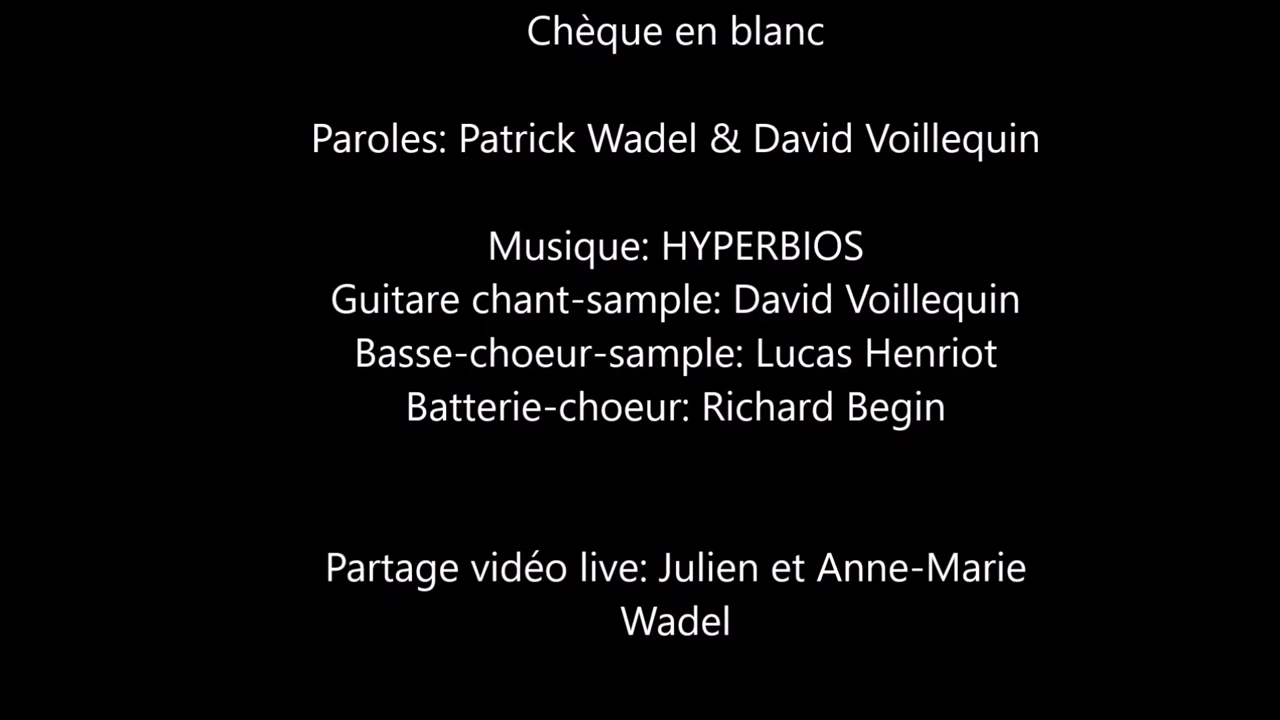 Chèque en blanc
Paroles: Patrick Wadel & David Voillequin
Musique: HYPERBIOS
Guitare chant-sample: David Voillequin
Basse-choeur-sample: Lucas Henriot
Batterie-choeur: Richard Begin
Partage vidéo live: Julien et Anne-Marie
Wadel